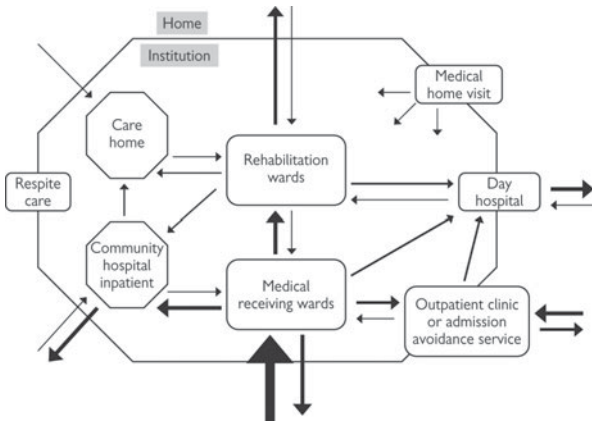 Home
Institution
Medical
home visit
Care
home
Rehabilitation
wards
Respite
care
Day
hospital
Community
hospital
inpatient
Medical
receiving wards
Outpatient clinic
or admission
avoidance service